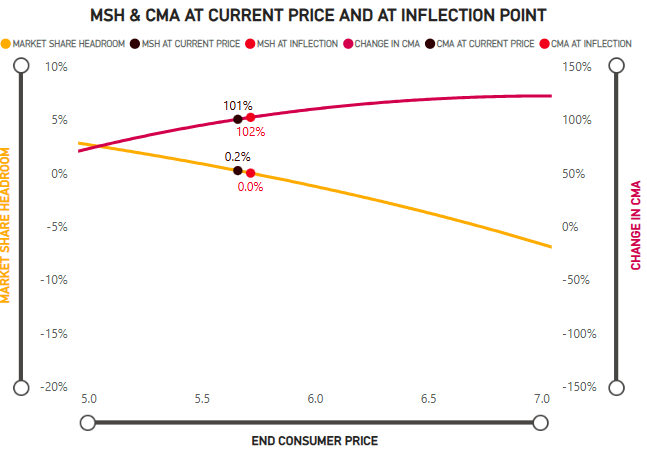 MSH & CMA AT CURRENT PRICE AND AT INFLECTION POINT
MARKET SHARE HEADROOM MSH AT CURRENT PRICE MSH AT INFLECTION CHANGE IN CMA CMA AT CURRENT PRICE CMA AT INFLECTION
10% 150%
101%
5% 100%
102%
0.2%
0% 50%
0.0%
-5% 0%
-10% -50%
-15% -100%
-20% -150%
MARKET SHARE HEADROOM
CHANGE IN CMA
5.0 5.5 6.0 6.5 7.0
END CONSUMER PRICE